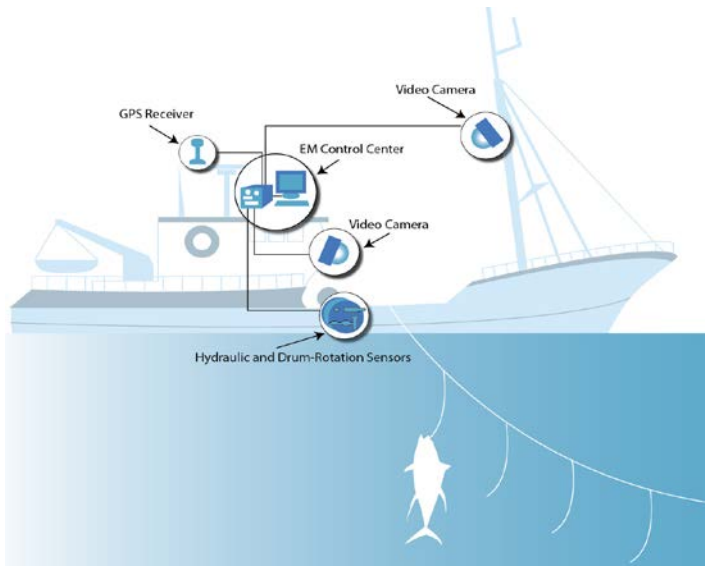 Video Camera
GPS Receiver
EM Control Center
Video Camera
Hydraulic and Drum-Rotation Sensors